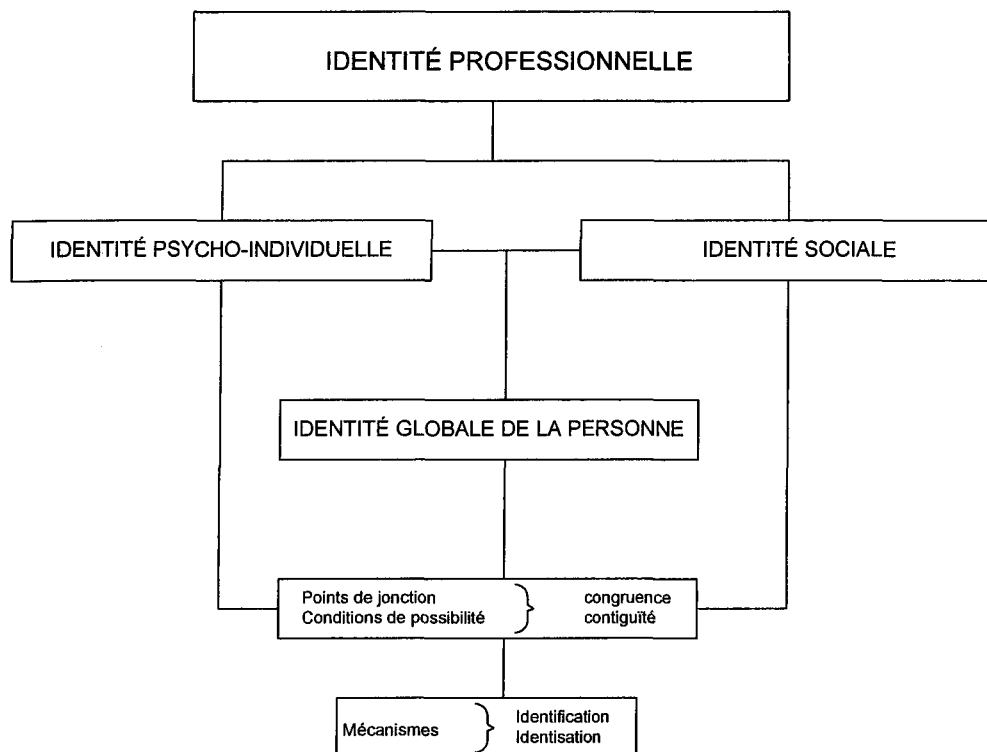 IDENTITÉ PROFESSIONNELLE
IDENTITÉ PSYCHO-INDIVIDUELLE
IDENTITÉ SOCIALE
IDENTITÉ GLOBALE DE LA PERSONNE
Points de jonction } congruence
Conditions de possibilité contiguïté
Mécanismes } Identification
Identisation